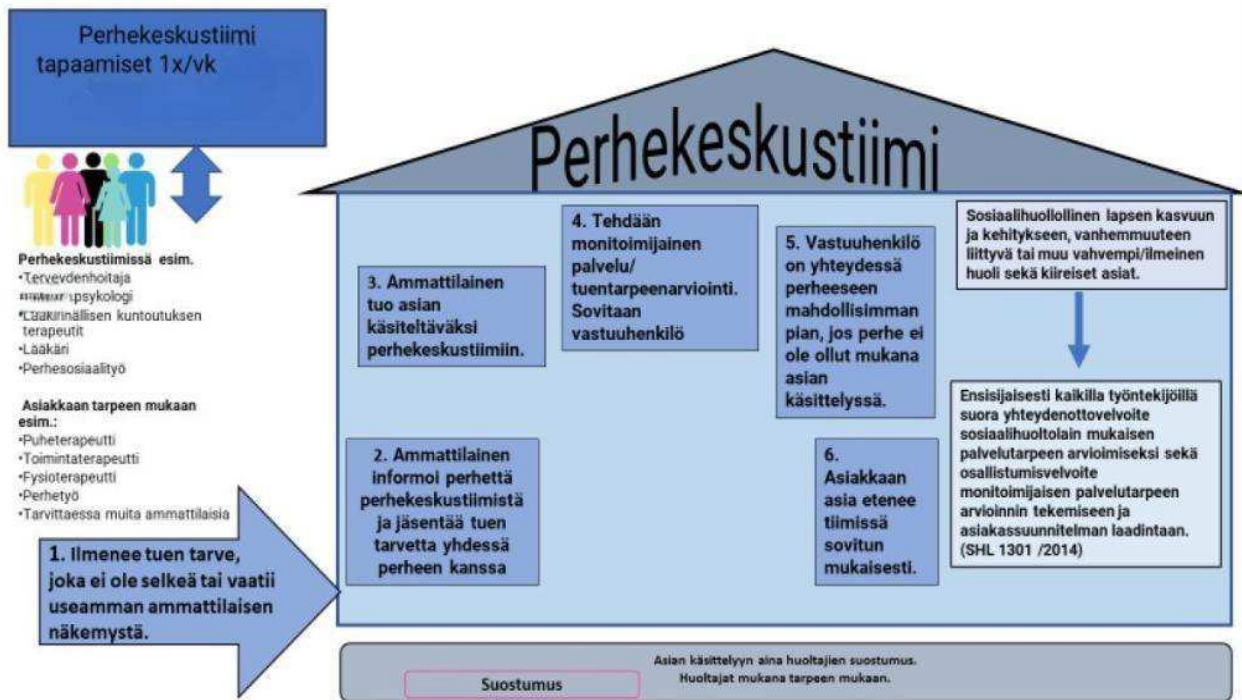 Perhekeskustiimi
tapaamiset 1x/vk
Perhekeskustiimissä esim.
•psykologi
•Lääkinnällisen kuntoutuksen
terapeutit
•Lääkäri
•Perhesosiaalityö
Asiakkaan tarpeen mukaan
esim.:
•Puheterapeutti
•Toimintaterapeutti
•Fysioterapeutti
•Perhetyö
•Tarvittaessa muita ammattilaisia
1. Ilmenee tuen tarve,
joka ei ole selkeä tai vaatii
useamman ammattilaisen
näkemystä.
Perhekeskustiimi
2. Ammattilainen
informoi perhettä
perhekeskustiimistä
ja jäsentää tuen
tarvetta yhdessä
perheen kanssa
3. Ammattilainen
tuo asian
käsiteltäväksi
perhekeskustiimiin.
4. Tehdään
monitoimijainen
palvelu/
tuentarpeenarviointi.
Sovitaan
vastuuhenkilö
5. Vastuuhenkilö
on yhteydessä
perheeseen
mahdollisimman
pian, jos perhe ei
ole ollut mukana
asian
käsittelyssä.
6.
Asiakkaan
asia etenee
tiimissä
sovitun
mukaisesti.
Sosiaalihuollollinen lapsen kasvuun
ja kehitykseen, vanhemmuuteen
liittyvä tai muu vahvempi/ilmeinen
huoli sekä kiireiset asiat.
Ensisijaisesti kaikilla työntekijöillä
suora yhteydenottovelvoite
sosiaalihuoltolain mukaisen
palvelutarpeen arvioimiseksi sekä
osallistumisvelvoite
monitoimijaisen palvelutarpeen
arvioinnin tekemiseen ja
asiakassuunnitelman laadintaan.
(SHL 1301 /2014)
Asian käsittelyyn aina huoltajien suostumus.
Huoltajat mukana tarpeen mukaan.
Suostumus